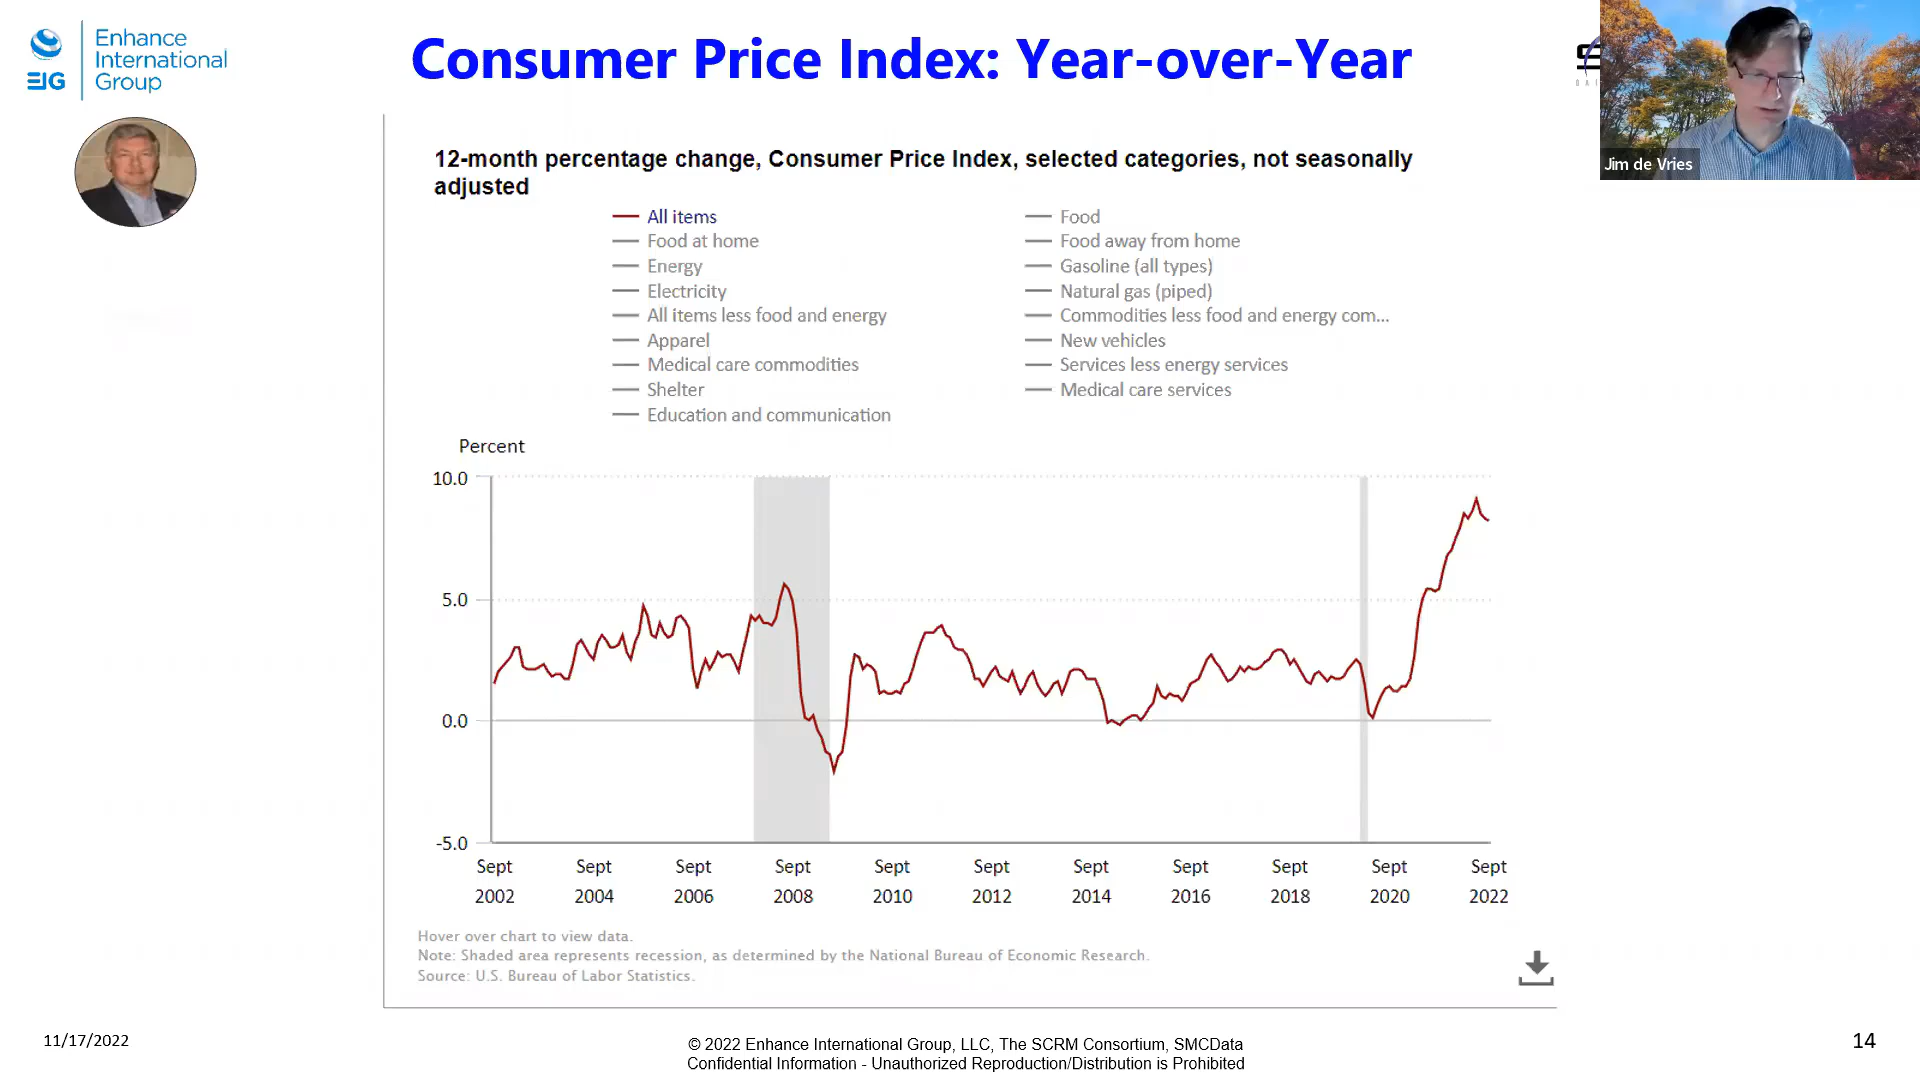 Enhance
International
Group
EIG
Consumer Price Index: Year-over-Year
Jim de Vries
12-month percentage change, Consumer Price Index, selected categories, not seasonally
adjusted
All items
Food
Food at home
Food away from home
Energy
Gasoline (all types)
Electricity
Natural gas (piped)
All items less food and energy
Commodities less food and energy com...
Apparel
New vehicles
Medical care commodities
Services less energy services
Shelter
Medical care services
Education and communication
Percent
10.0
5.0
0.0
-5.0
Sept Sept Sept Sept Sept Sept Sept Sept Sept Sept Sept
2002 2004 2006 2008 2010 2012 2014 2016 2018 2020 2022
Hover over chart to view data.
Note: Shaded area represents recession, as determined by the National Bureau of Economic Research.
Source: U.S. Bureau of Labor Statistics.
11/17/2022
© 2022 Enhance International Group, LLC, The SCRM Consortium, SMCData
Confidential Information - Unauthorized Reproduction/Distribution is Prohibited
14